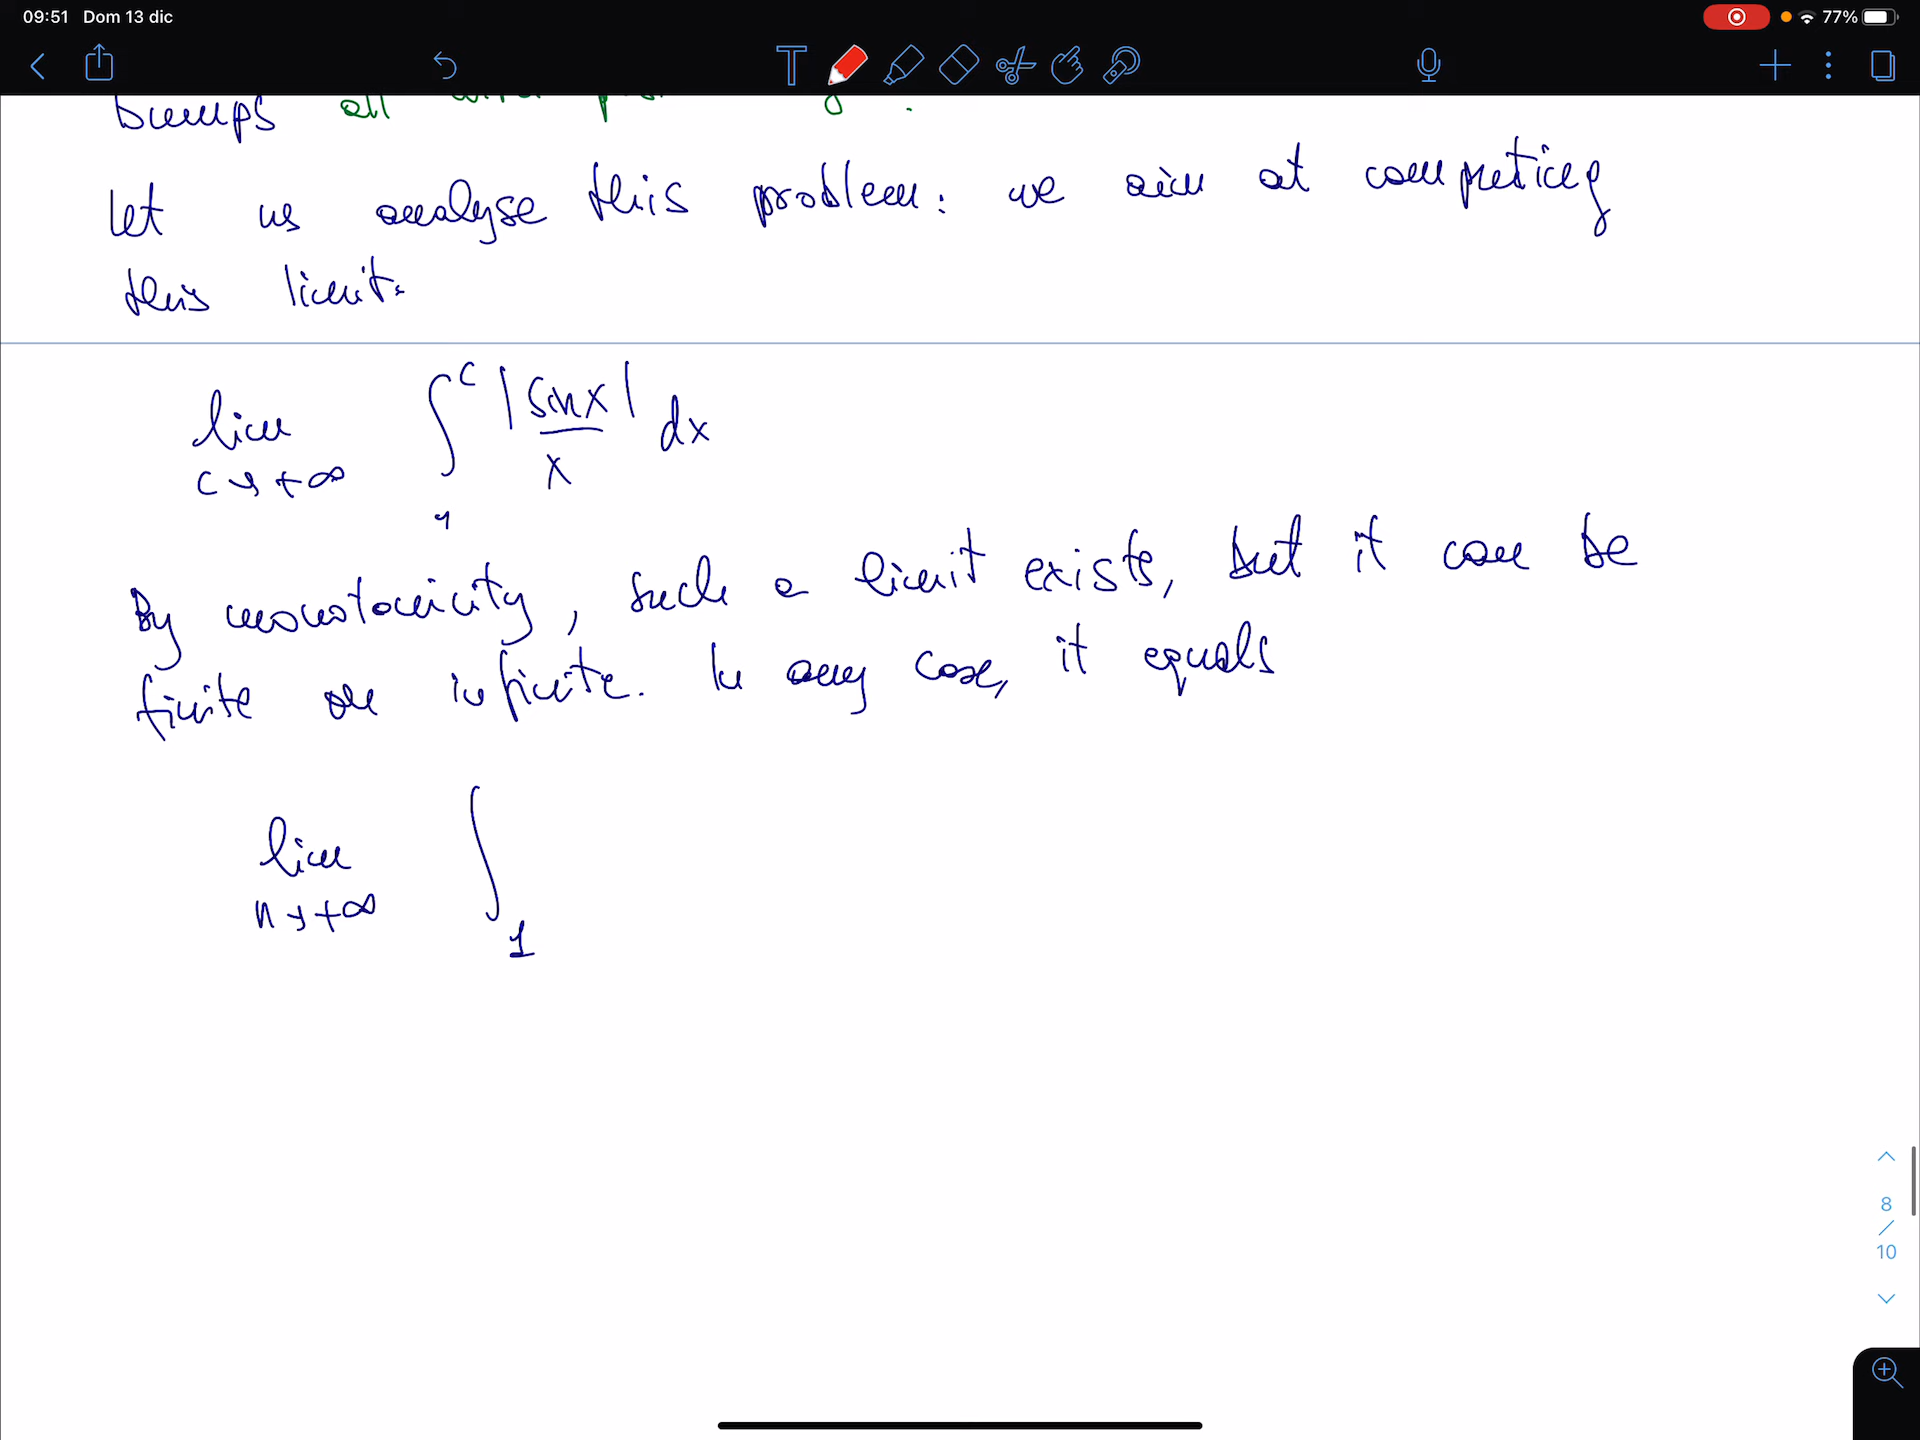 09:51 Dom 13 dic 77%
bumps all
let us analyse this problem: we aim at computing
this limit.
lim ∫ c |sin x / x| dx
c → +∞ 1
By monotonicity, such a limit exists, but it can be
finite or infinite. In any case, it equals
lim ∫
n → +∞ 1
8
/
10